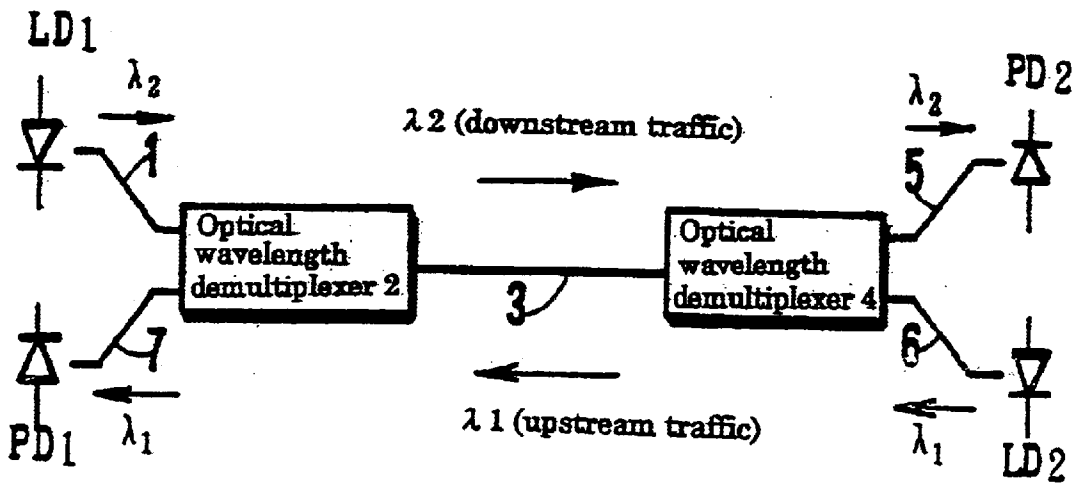 LD1
λ2
λ2 (downstream traffic)
λ2
PD2
1
5
Optical
wavelength
demultiplexer 2
Optical
wavelength
demultiplexer 4
3
7
6
PD1
λ1
λ1 (upstream traffic)
λ1
LD2